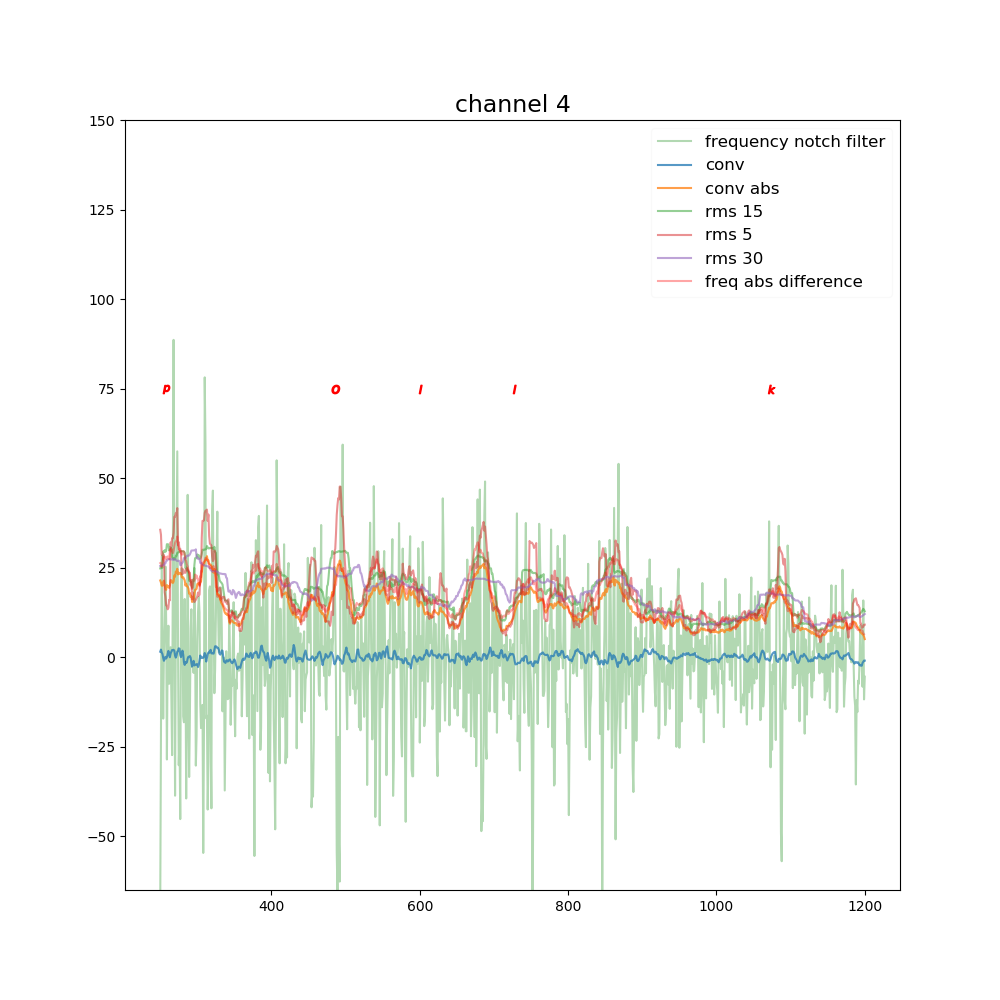 channel 4
150
125
100
75
50
25
0
−25
−50
frequency notch filter
conv
conv abs
rms 15
rms 5
rms 30
freq abs difference
p O l l k
400 600 800 1000 1200